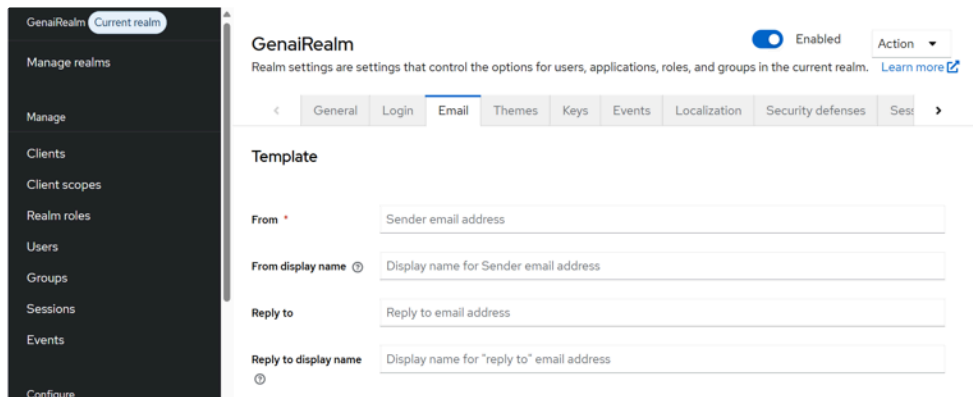 GenaiRealm Current realm
Manage realms
Manage
Clients
Client scopes
Realm roles
Users
Groups
Sessions
Events
Configure
GenaiRealm
Enabled
Action
Realm settings are settings that control the options for users, applications, roles, and groups in the current realm. Learn more
General Login Email Themes Keys Events Localization Security defenses Sess
Template
From * Sender email address
From display name Display name for Sender email address
Reply to Reply to email address
Reply to display name Display name for "reply to" email address